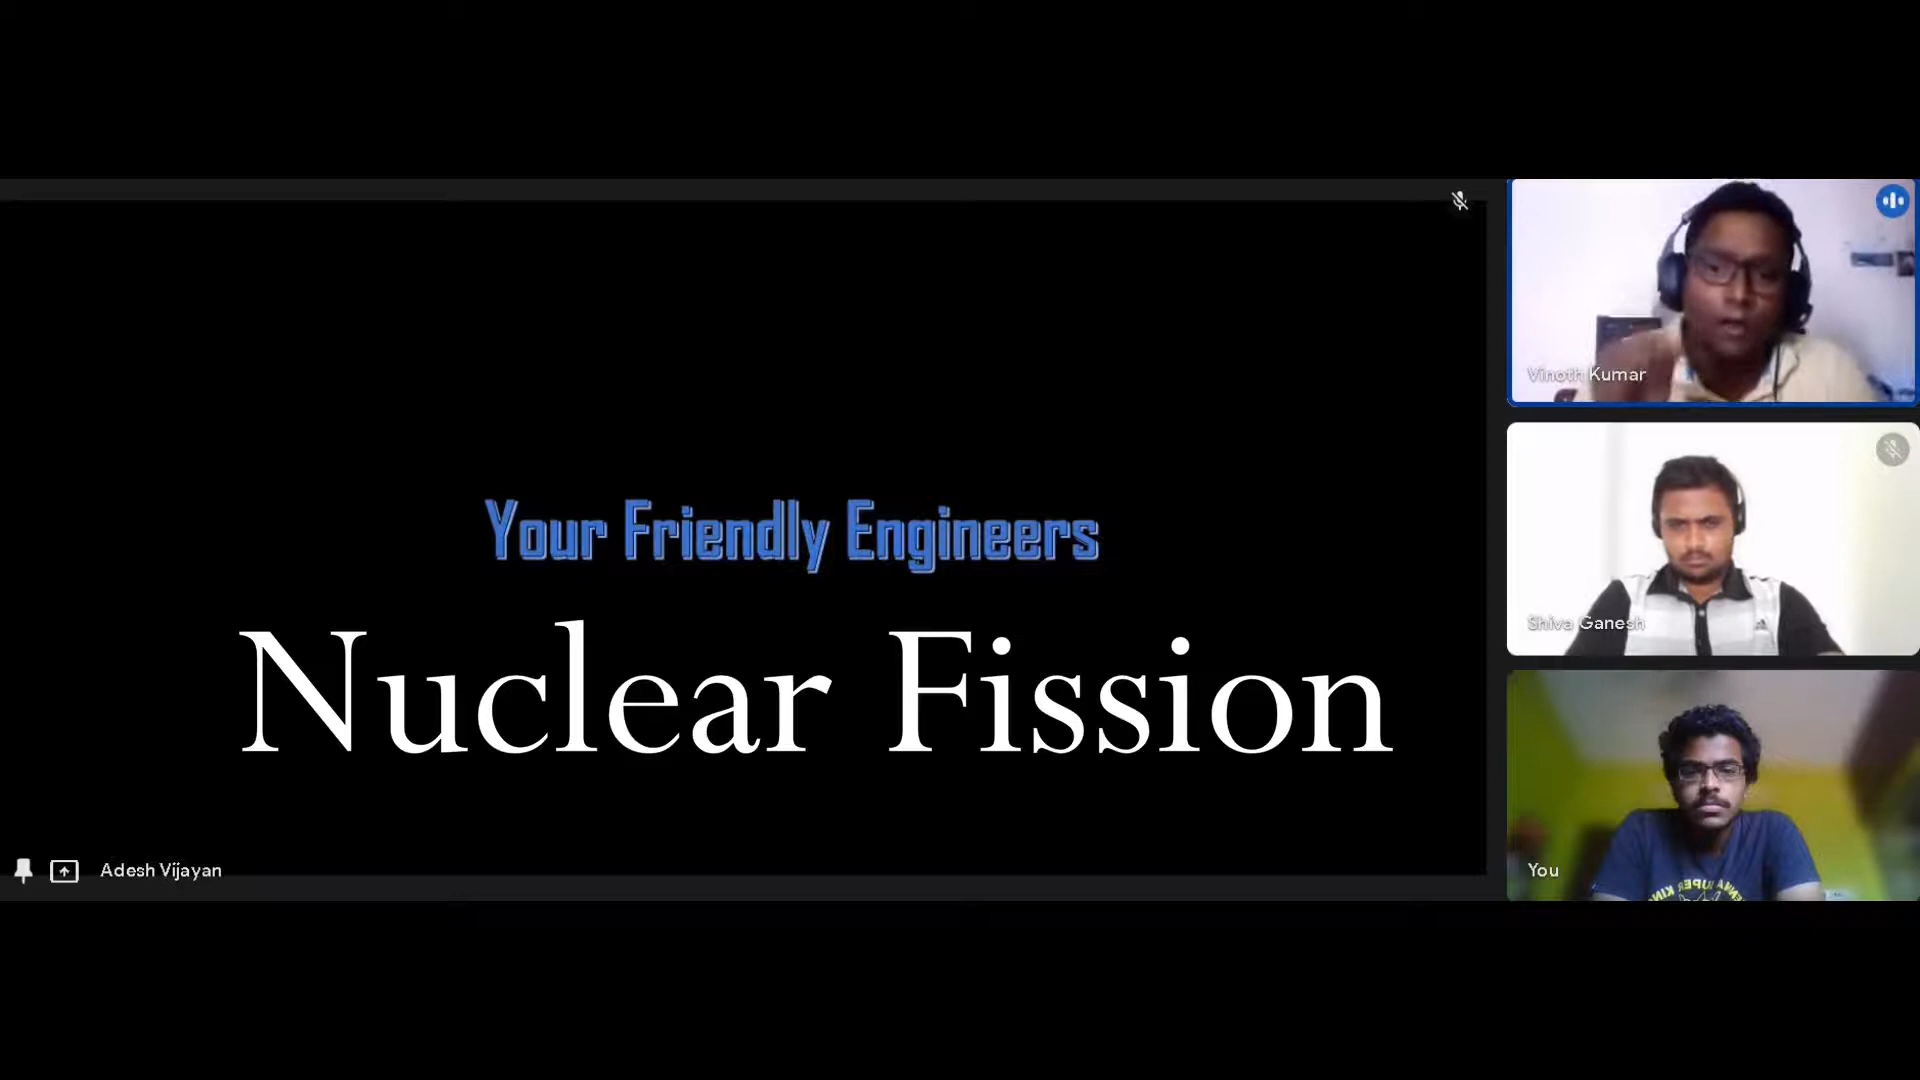 Your Friendly Engineers
Nuclear Fission
Adesh Vijayan
Vinoth Kumar
Shiva Ganesh
You